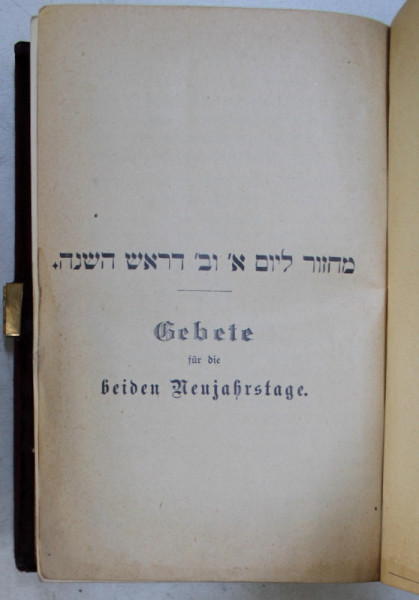 מחזור ליום א׳ וב׳ דראש השנה.
Gebete
für die
beiden Neujahrstage.